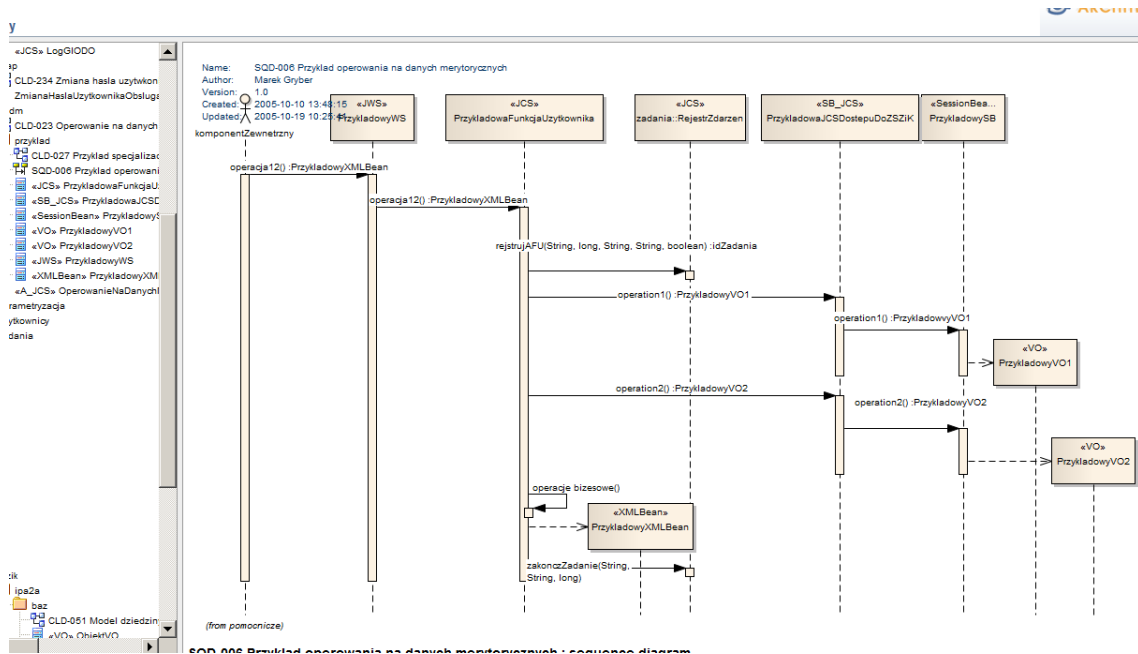 y
«JCS» LogGIODO
ap
CLD-234 Zmiana hasla uzytkwon
ZmianaHaslaUzytkownikaObsluga
dm
CLD-023 Operowanie na danych
przyklad
CLD-027 Przyklad specjalizac
SQD-006 Przyklad operowani
«JCS» PrzykladowaFunkcjaU
«SB_JCS» PrzykladowaJCSD
«SessionBean» PrzykladowyS
«VO» PrzykladowyVO1
«VO» PrzykladowyVO2
«JWS» PrzykladowyWS
«XMLBean» PrzykladowyXM
«A_JCS» OperowanieNaDanychI
rametryzacja
ytkownicy
dania
zik
ipa2a
baz
CLD-051 Model dziedzin
«VO» ObiektVO
Name: SQD-006 Przyklad operowania na danych merytorycznych
Author: Marek Gryber
Version: 1.0
Created: 2005-10-10 13:48:15
Updated: 2005-10-19 10:25:44
komponentZewnetrzny
«JWS»
PrzykladowyWS
«JCS»
PrzykladowaFunkcjaUzytkownika
«JCS»
zadania::RejestrZdarzen
«SB_JCS»
PrzykladowaJCSDostepuDoZSZiK
«SessionBea...
PrzykladowySB
operacja12() :PrzykladowyXMLBean
operacja12() :PrzykladowyXMLBean
rejstrujAFU(String, long, String, String, boolean) :idZadania
operation1() :PrzykladowyVO1
operation1() :PrzykladowvyVO1
«VO»
PrzykladowyVO1
operation2() :PrzykladowyVO2
operation2() :PrzykladowyVO2
«VO»
PrzykladowyVO2
operacje bizesowe()
«XMLBean»
PrzykladowyXMLBean
zakonczZadanie(String,
String, long)
(from pomocnicze)
SQD-006 Przyklad operowania na danych merytorycznych : sequence diagram